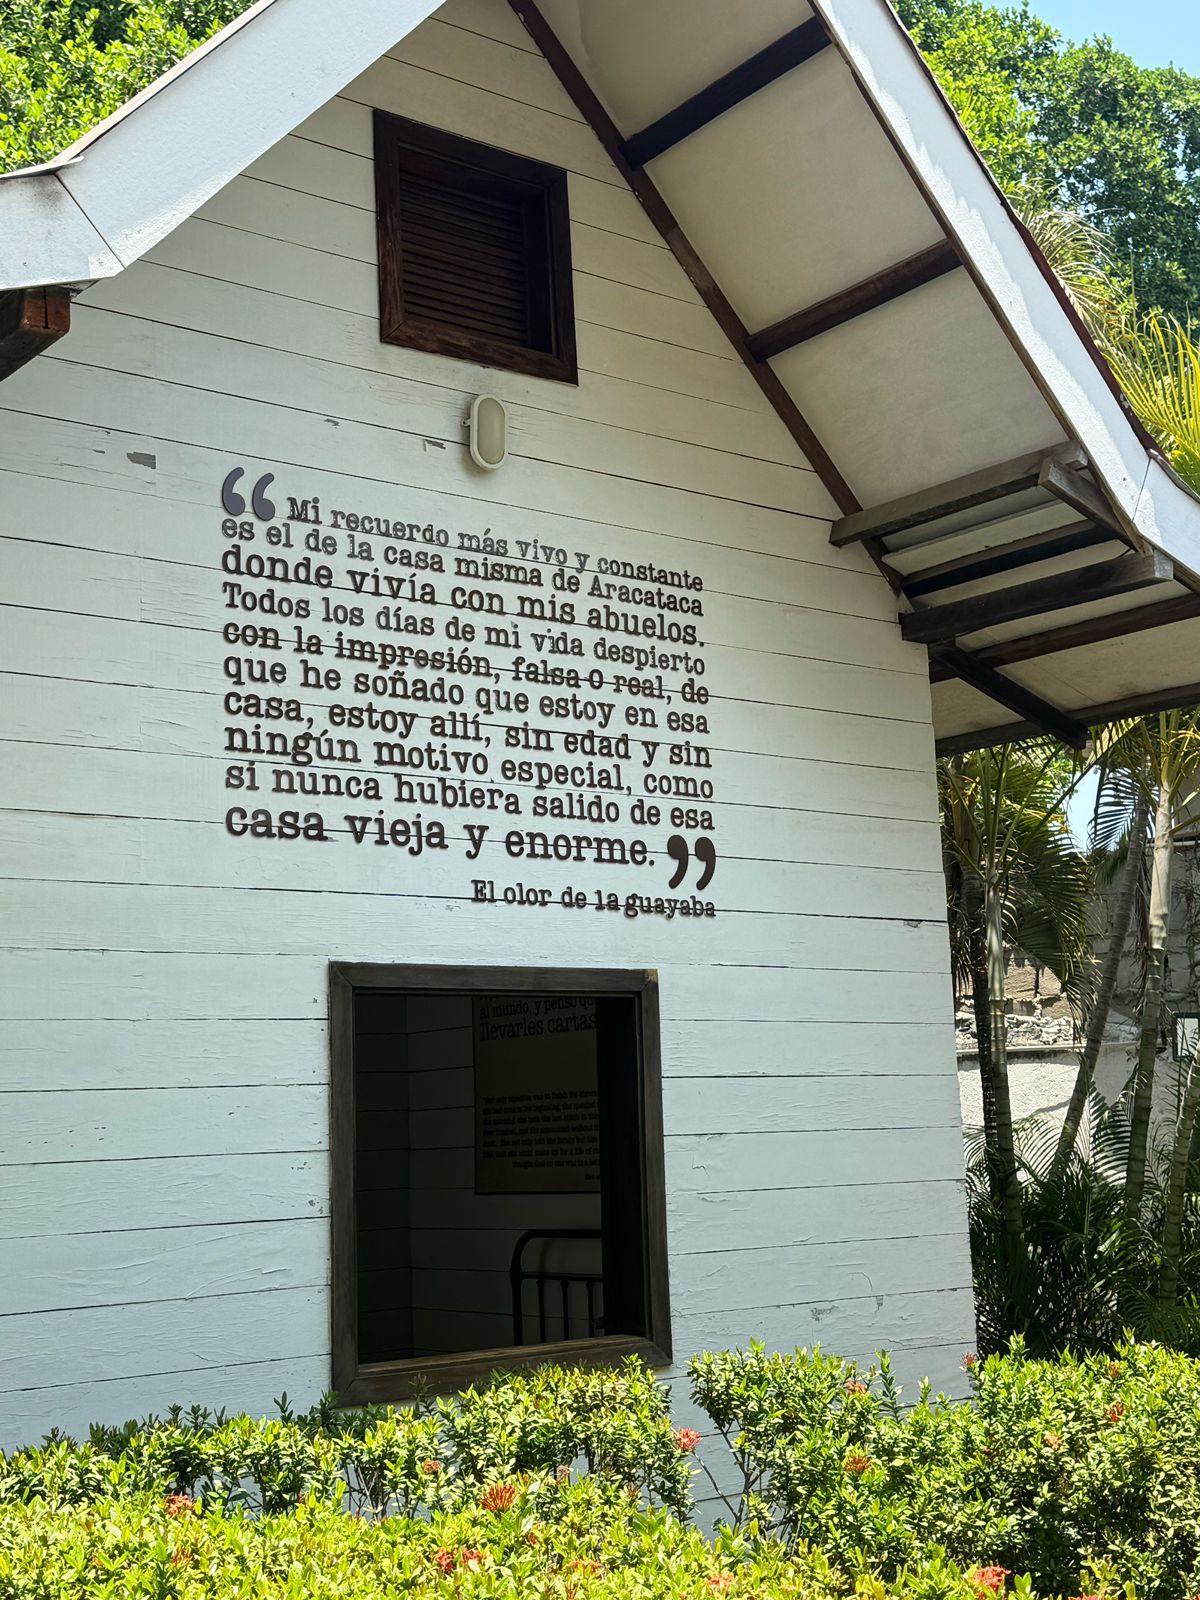 “ Mi recuerdo más vivo y constante
es el de la casa misma de Aracataca
donde vivía con mis abuelos.
Todos los días de mi vida despierto
con la impresión, falsa o real, de
que he soñado que estoy en esa
casa, estoy allí, sin edad y sin
ningún motivo especial, como
si nunca hubiera salido de esa
casa vieja y enorme. ”
El olor de la guayaba
al mundo, y penso qu
llevarles cartas